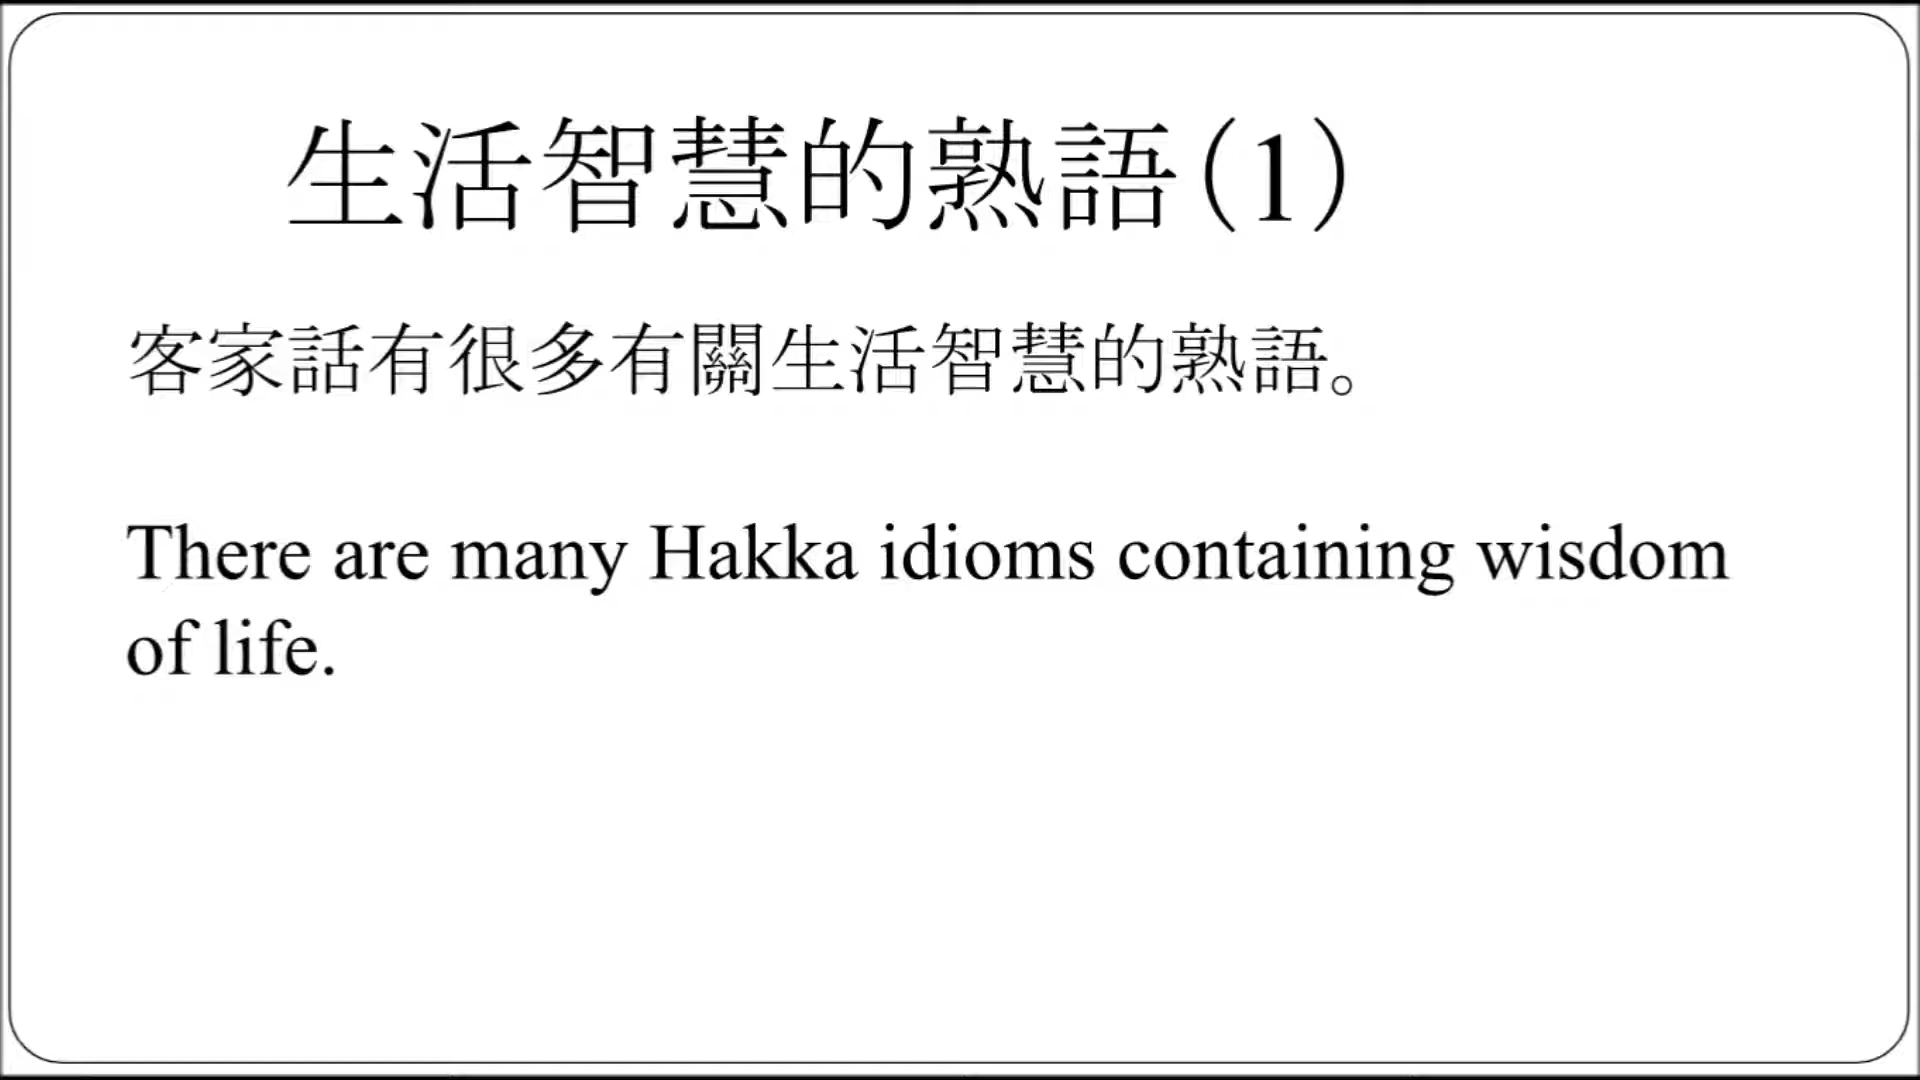 生活智慧的熟語(1)
客家話有很多有關生活智慧的熟語。
There are many Hakka idioms containing wisdom
of life.